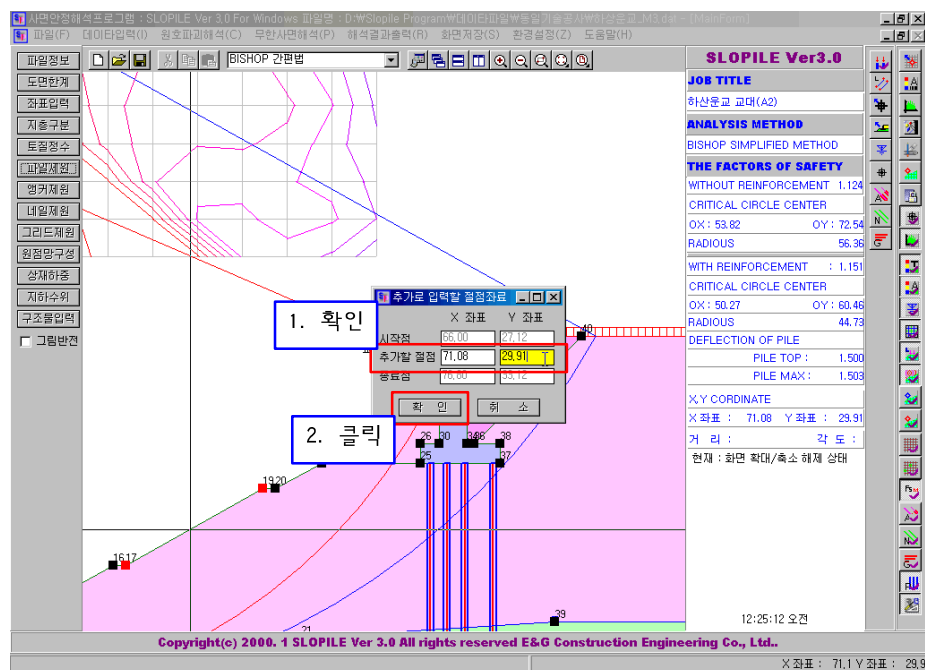 사면안정해석프로그램 : SLOPILE Ver 3.0 For Windows 파일명 : D:₩Slopile Program₩데이타파일₩동일기술공사₩하상운교_M3.dat - [MainForm]
파일(F) 데이타입력(I) 원호파괴해석(C) 무한사면해석(P) 해석결과출력(R) 화면저장(S) 환경설정(Z) 도움말(H)
파일정보
도면한계
좌표입력
지층구분
토질정수
파일제원
앵커제원
네일제원
그리드제원
원점망구성
상재하중
지하수위
구조물입력
그림반전
BISHOP 간편법
추가로 입력할 절점좌료
X 좌표 Y 좌표
시작점 66,00 27,12
추가할 절점 71,08 29,91
종료점 76,80 33,12
확 인 취 소
1. 확인
2. 클릭
40
26 30 38
25 37
1920
1617
39
21
SLOPILE Ver3.0
JOB TITLE
하산운교 교대(A2)
ANALYSIS METHOD
BISHOP SIMPLIFIED METHOD
THE FACTORS OF SAFETY
WITHOUT REINFORCEMENT 1.124
CRITICAL CIRCLE CENTER
OX : 53.82 OY : 72.54
RADIOUS 56.36
WITH REINFORCEMENT : 1.151
CRITICAL CIRCLE CENTER
OX : 50.27 OY : 60.46
RADIOUS 44.73
DEFLECTION OF PILE
PILE TOP : 1.500
PILE MAX : 1.503
X,Y CORDINATE
X 좌표 : 71.08 Y 좌표 : 29.91
거 리 : 각 도 :
현재 : 화면 확대/축소 해제 상태
12:25:12 오전
Copyright(c) 2000. 1 SLOPILE Ver 3.0 All rights reserved E&G Construction Engineering Co., Ltd..
X 좌표 : 71,1 Y 좌표 : 29,9